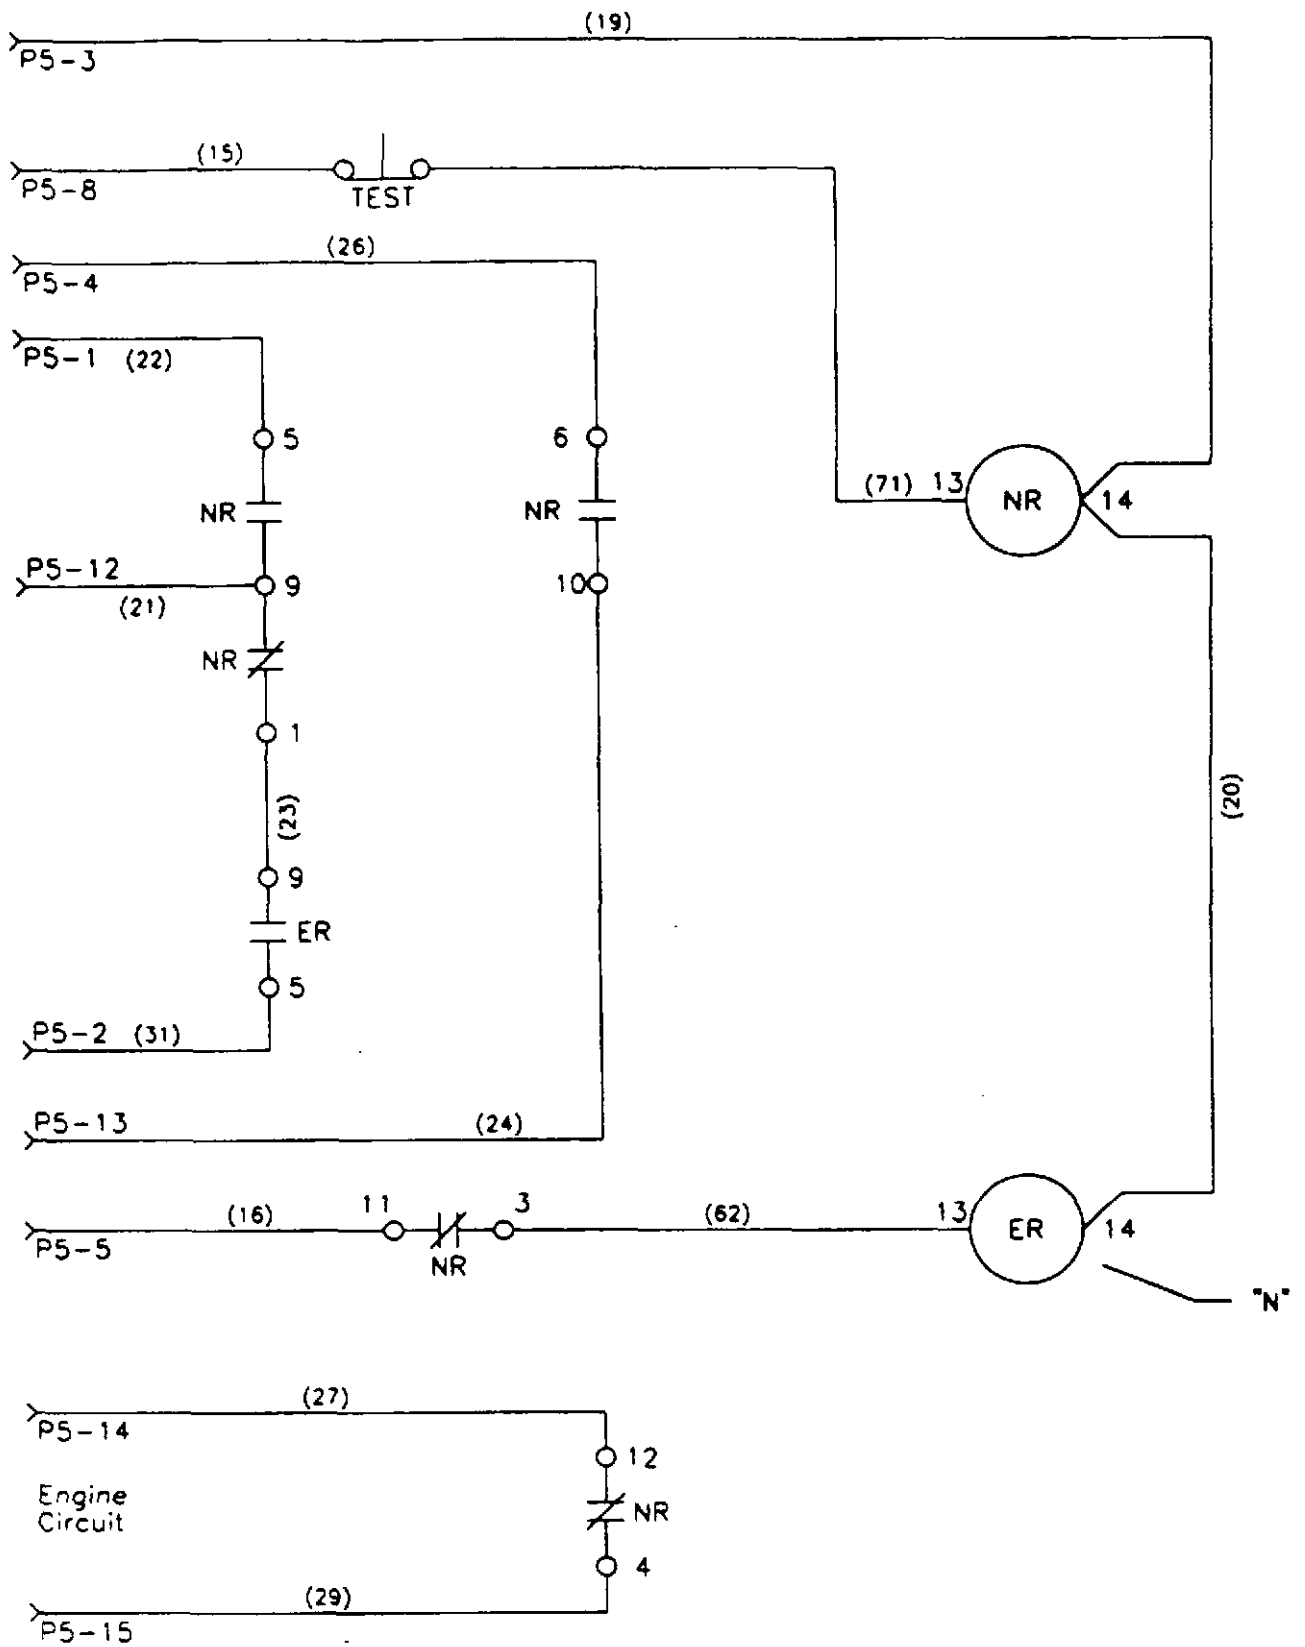 (19)
P5-3
(15)
P5-8
TEST
(26)
P5-4
P5-1 (22)
5
6
NR
NR
(71) 13
NR
14
P5-12
(21)
9
10
NR
1
(20)
(23)
9
ER
5
P5-2 (31)
P5-13
(24)
(16)
P5-5
11
3
NR
(62)
13
ER
14
"N"
(27)
P5-14
12
Engine
Circuit
NR
4
(29)
P5-15